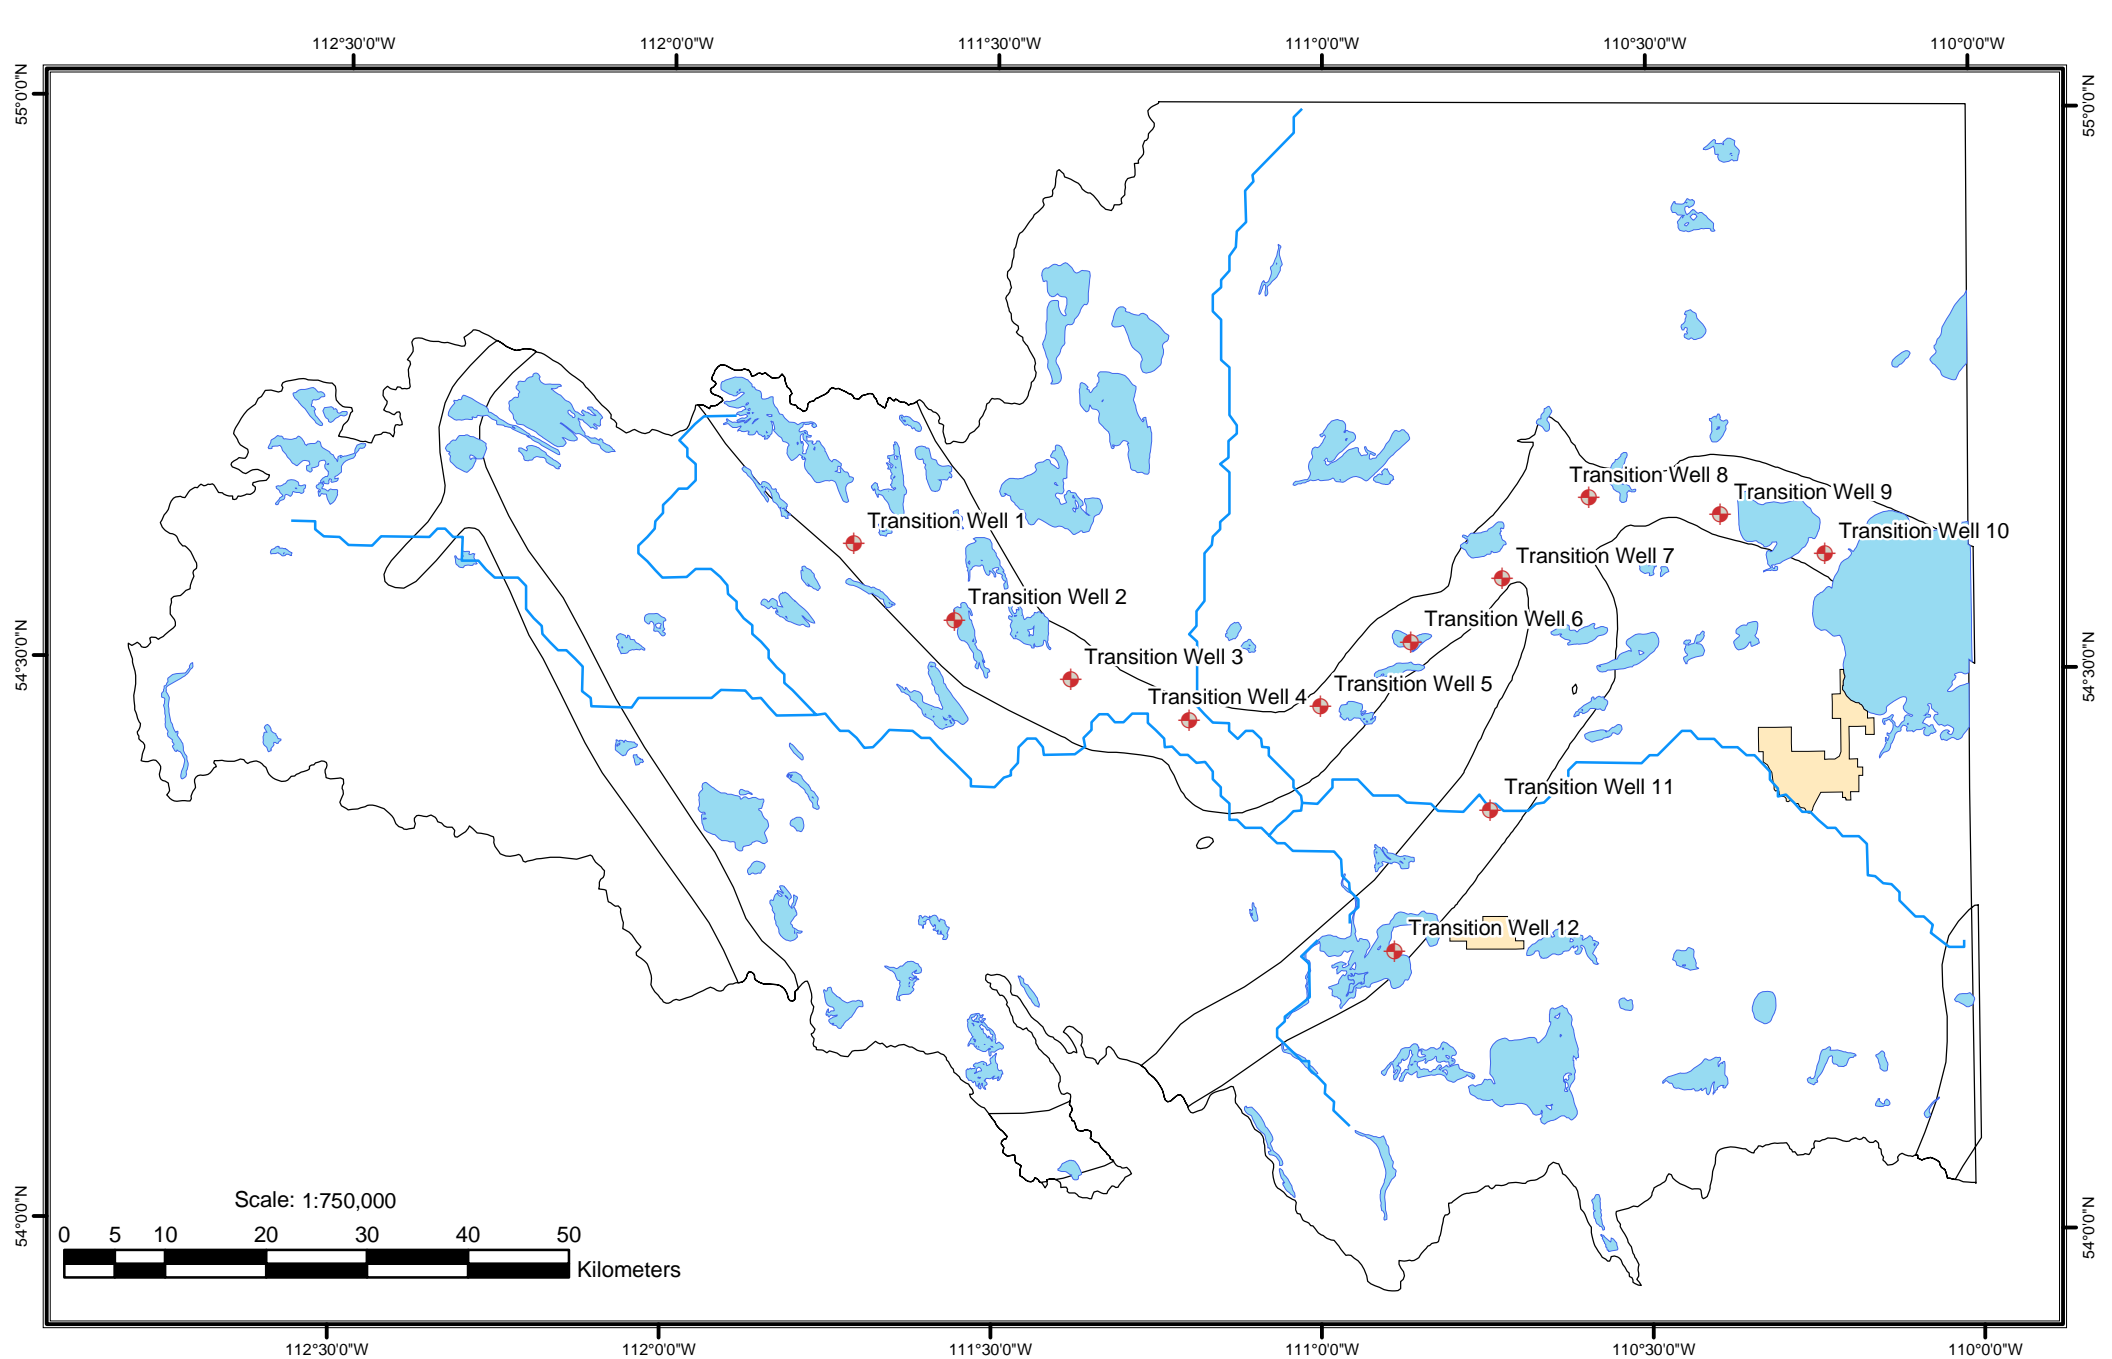 112°30'0"W
112°0'0"W
111°30'0"W
111°0'0"W
110°30'0"W
110°0'0"W
55°0'0"N
55°0'0"N
Transition Well 8
Transition Well 9
Transition Well 1
Transition Well 10
Transition Well 7
Transition Well 2
Transition Well 6
54°30'0"N
54°30'0"N
Transition Well 3
Transition Well 5
Transition Well 4
Transition Well 11
Transition Well 12
54°0'0"N
54°0'0"N
Scale: 1:750,000
0 5 10 20 30 40 50
Kilometers
112°30'0"W
112°0'0"W
111°30'0"W
111°0'0"W
110°30'0"W
110°0'0"W